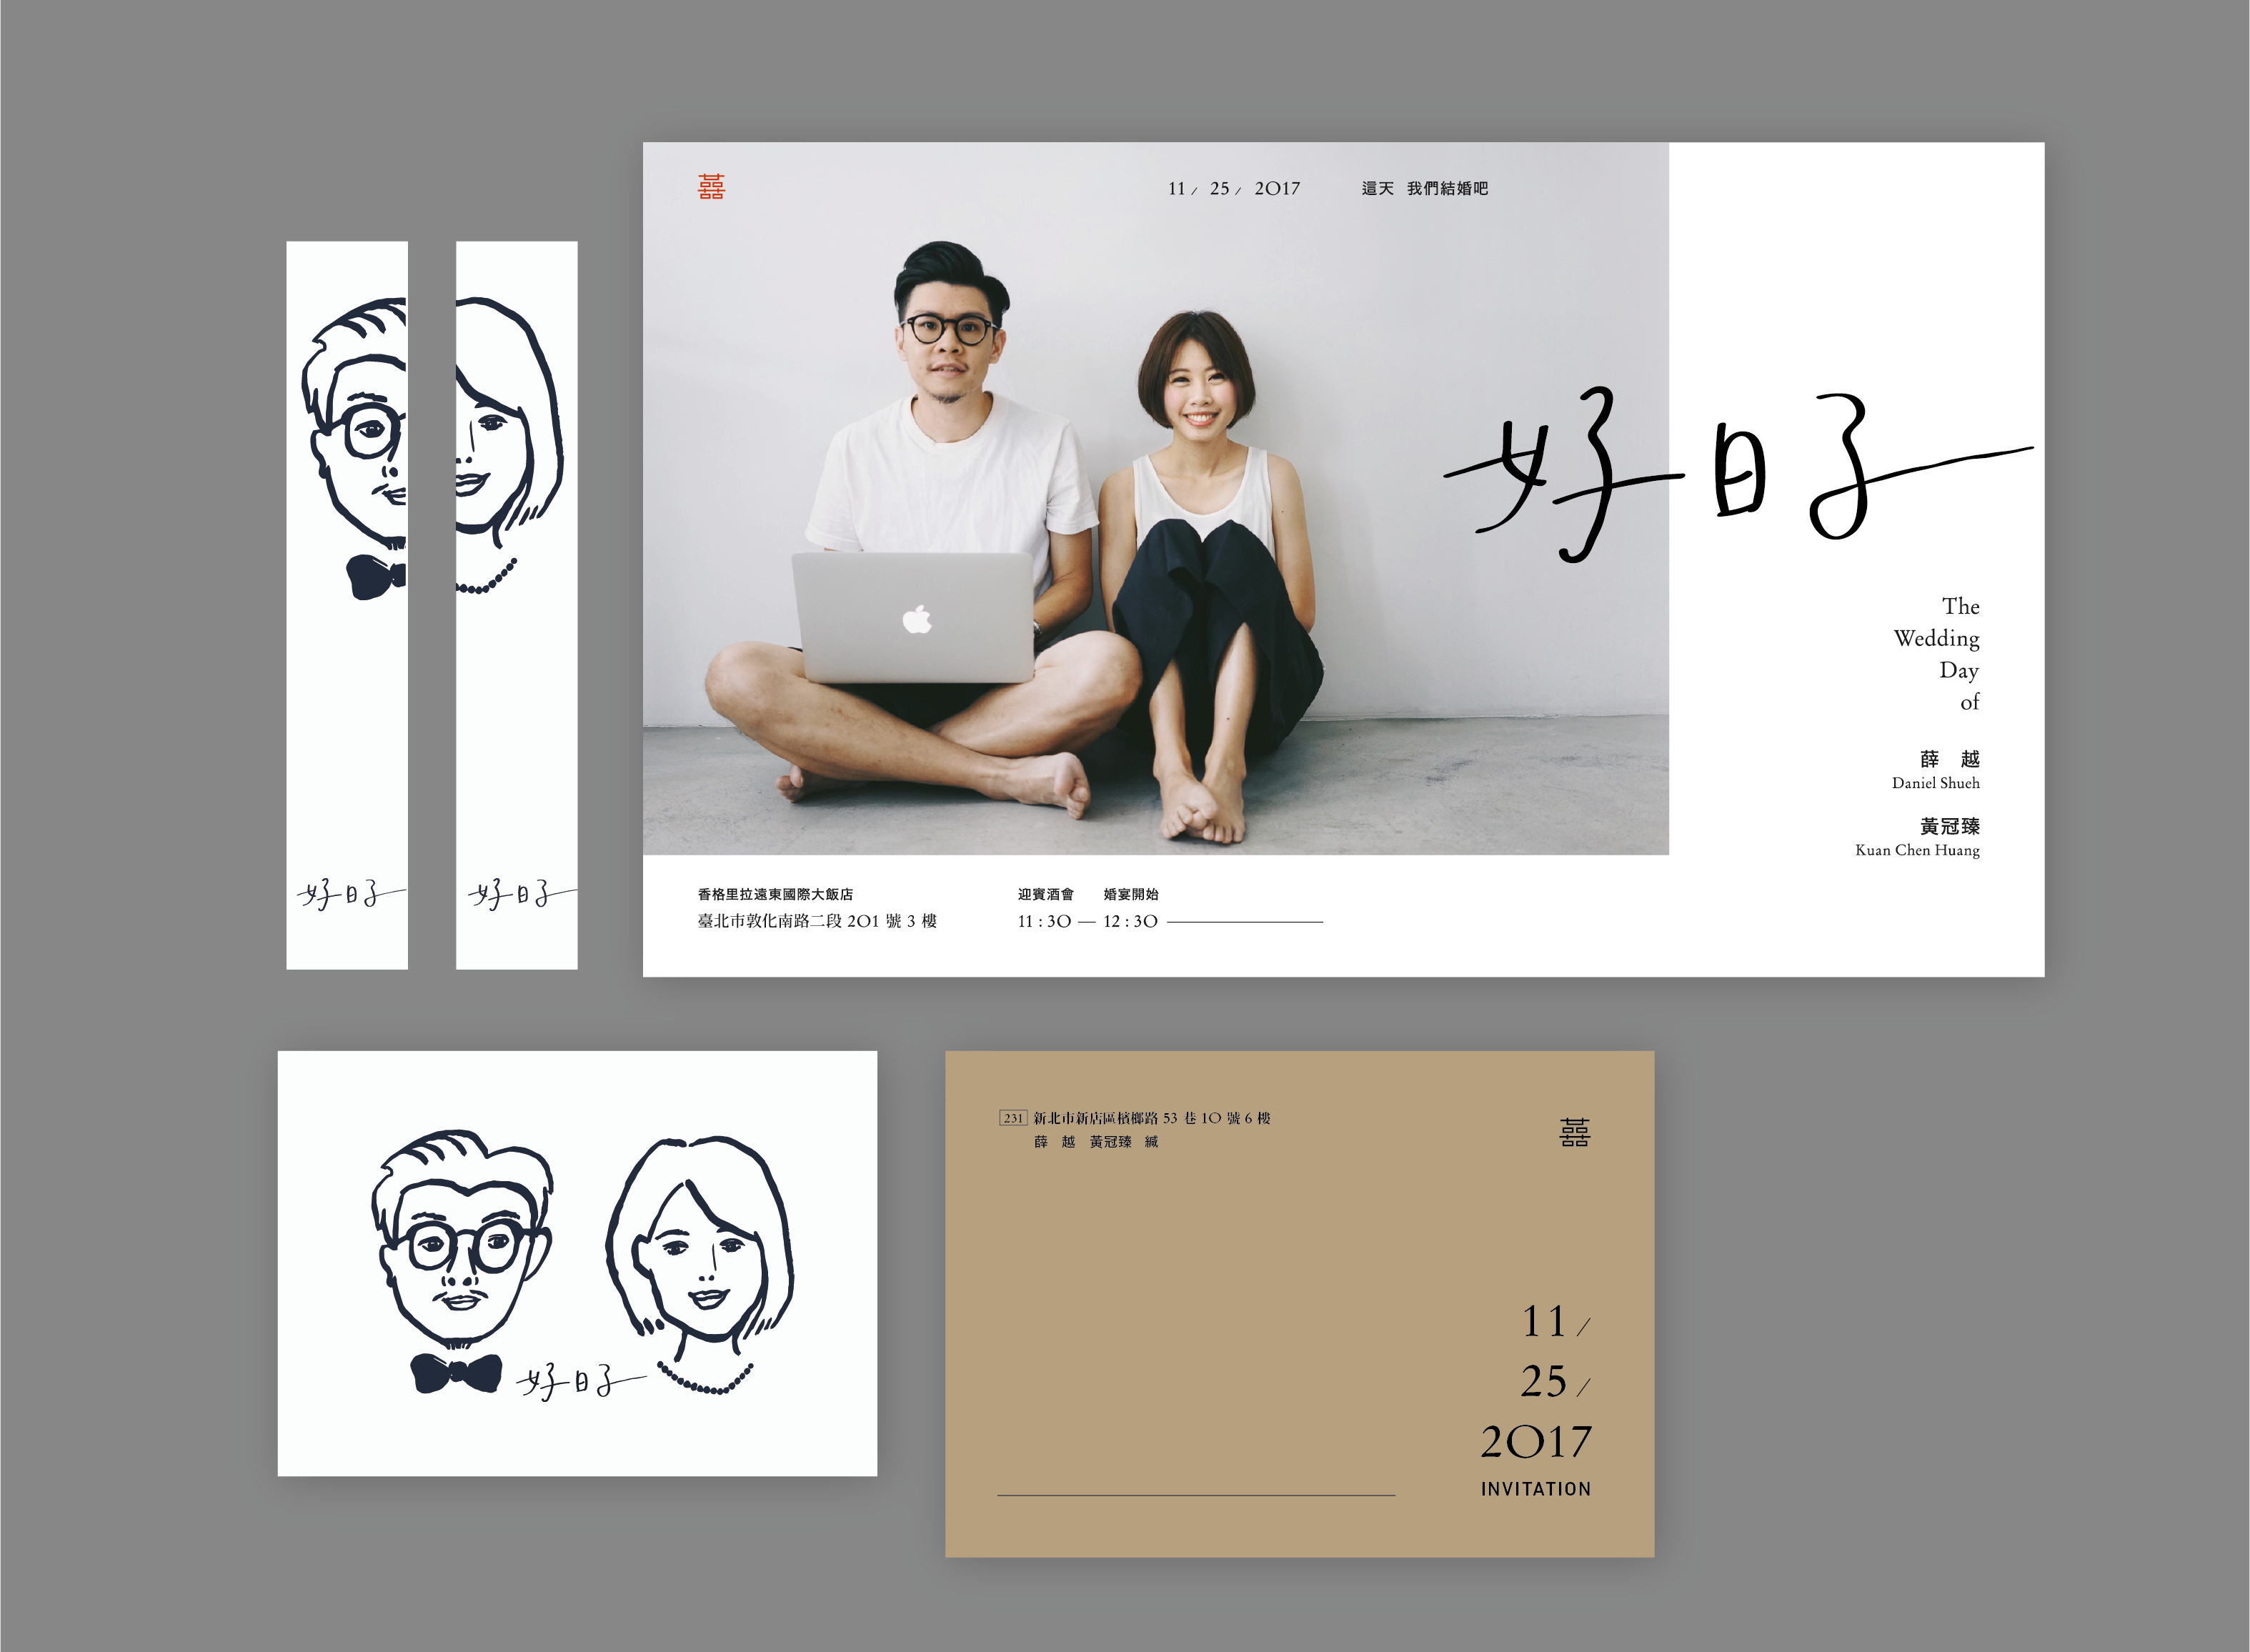 囍
11 / 25 / 2017 這天 我們結婚吧
好日子
The
Wedding
Day
of
薛 越
Daniel Shueh
黃冠臻
Kuan Chen Huang
香格里拉遠東國際大飯店
臺北市敦化南路二段 201 號 3 樓
迎賓酒會 婚宴開始
11 : 30 — 12 : 30
好日子
好日子
好日子
231 新北市新店區檳榔路 53 巷 10 號 6 樓
薛 越 黃冠臻 緘
囍
11 /
25 /
2017
INVITATION